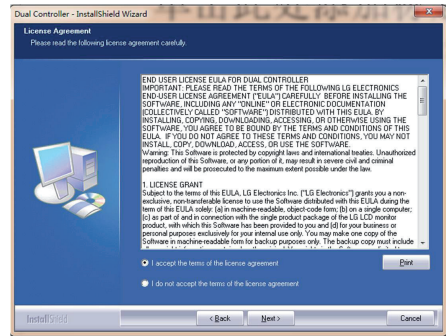 Dual Controller - InstallShield Wizard
License Agreement
Please read the following license agreement carefully.
END USER LICENSE EULA FOR DUAL CONTROLLER
IMPORTANT: PLEASE READ THE TERMS OF THE FOLLOWING LG ELECTRONICS
END-USER LICENSE AGREEMENT ("EULA") CAREFULLY BEFORE INSTALLING THE
SOFTWARE, INCLUDING ANY "ONLINE" OR ELECTRONIC DOCUMENTATION
(COLLECTIVELY CALLED "SOFTWARE") DISTRIBUTED WITH THIS EULA. BY
INSTALLING, COPYING, DOWNLOADING, ACCESSING, OR OTHERWISE USING THE
SOFTWARE, YOU AGREE TO BE BOUND BY THE TERMS AND CONDITIONS OF THIS
EULA. IF YOU DO NOT AGREE TO THESE TERMS AND CONDITIONS, YOU MAY NOT
INSTALL, COPY, DOWNLOAD, ACCESS, OR USE THE SOFTWARE.
Warning: This Software is protected by copyright laws and international treaties. Unauthorized
reproduction of this Software, or any portion of it, may result in severe civil and criminal
penalties and will be prosecuted to the maximum extent possible under the law.
1. LICENSE GRANT
Subject to the terms of this EULA, LG Electronics Inc. ("LG Electronics") grants you a non-
exclusive, non-transferable license to use the Software distributed with this EULA during the
term of this EULA solely: (a) in machine-readable, object-code form; (b) on a single computer;
(c) as part of and in connection with the single product package of the LG LCD monitor
product, with which this Software has been provided to you and (d) for your business or
personal purposes exclusively for your internal use only. You may make one copy of the
Software in machine-readable form for backup purposes only. The backup copy must include
I accept the terms of the license agreement
Print
I do not accept the terms of the license agreement
InstallShield
< Back
Next >
Cancel